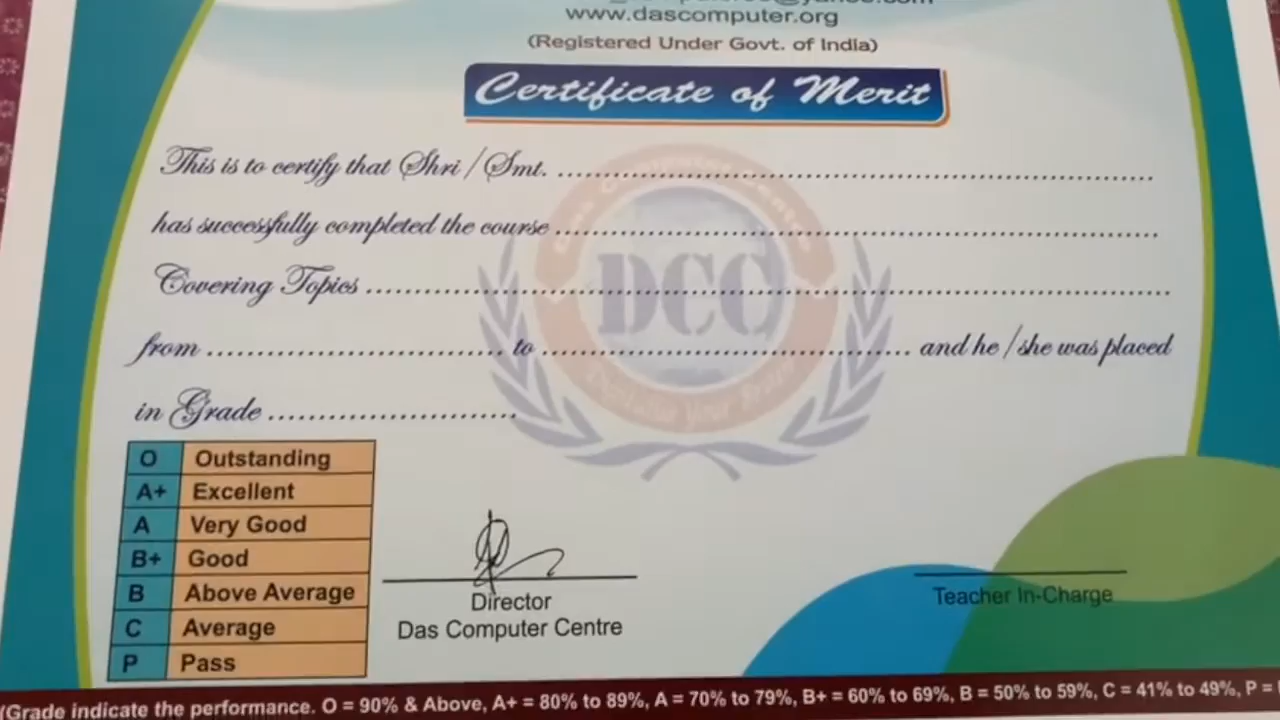 www.dascomputer.org
(Registered Under Govt. of India)
Certificate of Merit
This is to certify that Shri / Smt. ........................................................................
has successfully completed the course ........................................................................
Covering Topics ........................................................................
from .................................... to ............................................ and he / she was placed
in Grade ..............................
DCC
O Outstanding
A+ Excellent
A Very Good
B+ Good
B Above Average
C Average
P Pass
Director
Das Computer Centre
Teacher In-Charge
(Grade indicate the performance. O = 90% & Above, A+ = 80% to 89%, A = 70% to 79%, B+ = 60% to 69%, B = 50% to 59%, C = 41% to 49%, P =